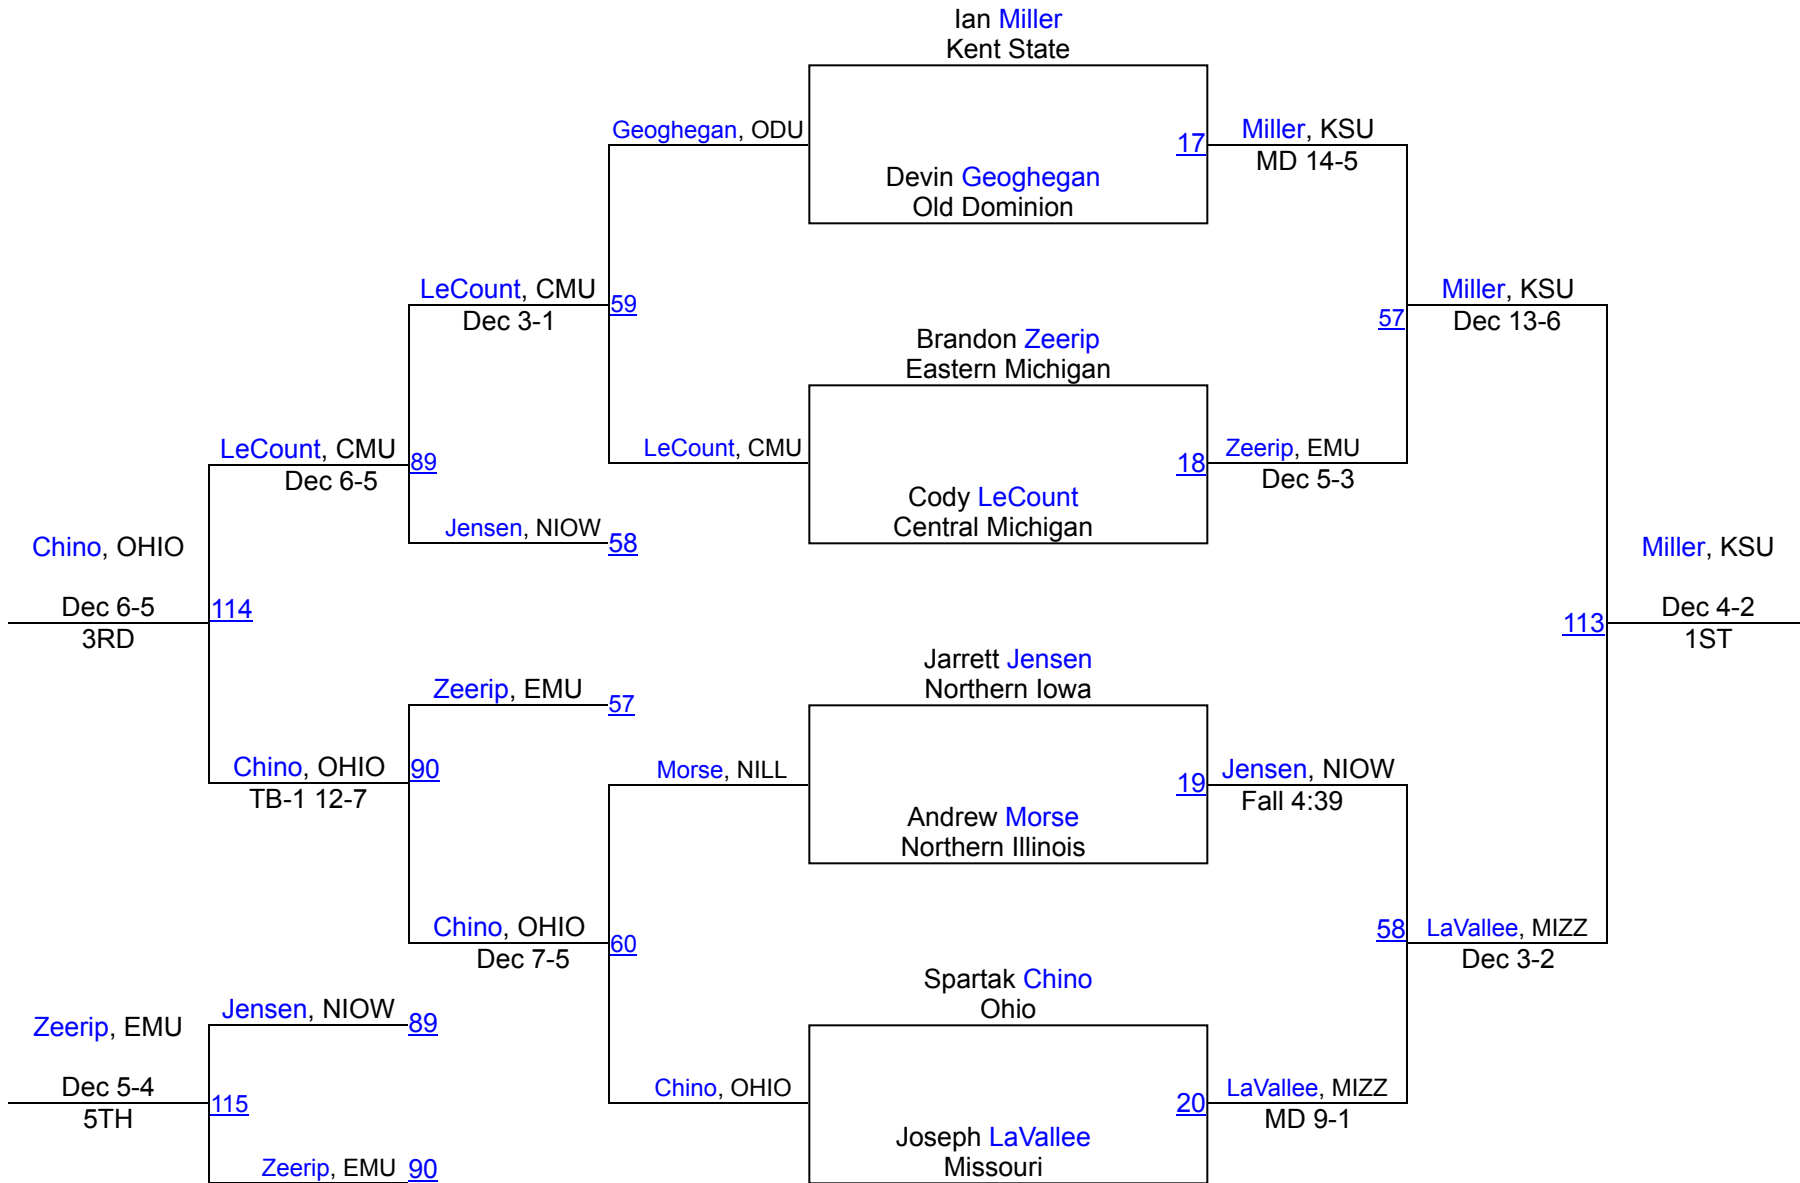 Ian Miller
Kent State
Geoghegan, ODU
17
Miller, KSU
MD 14-5
Devin Geoghegan
Old Dominion
LeCount, CMU
Dec 3-1
59
Miller, KSU
Dec 13-6
57
Brandon Zeerip
Eastern Michigan
LeCount, CMU
Dec 6-5
89
LeCount, CMU
18
Zeerip, EMU
Dec 5-3
Cody LeCount
Central Michigan
Jensen, NIOW
58
Chino, OHIO
Dec 6-5
3RD
114
Miller, KSU
Dec 4-2
1ST
113
Jarrett Jensen
Northern Iowa
Zeerip, EMU
57
Chino, OHIO
TB-1 12-7
90
Morse, NILL
19
Jensen, NIOW
Fall 4:39
Andrew Morse
Northern Illinois
Chino, OHIO
Dec 7-5
60
58
LaVallee, MIZZ
Dec 3-2
Spartak Chino
Ohio
Jensen, NIOW
89
Zeerip, EMU
Dec 5-4
5TH
115
Chino, OHIO
20
LaVallee, MIZZ
MD 9-1
Joseph LaVallee
Missouri
Zeerip, EMU
90